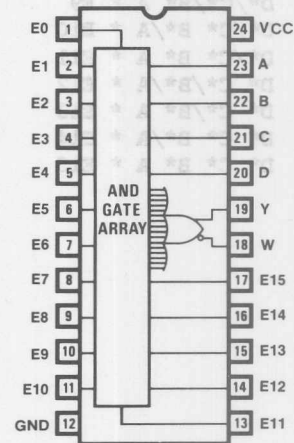 E0 1 24 VCC
E1 2 23 A
E2 3 22 B
E3 4 21 C
E4 5 20 D
AND
GATE
ARRAY
E5 6 19 Y
E6 7 18 W
E7 8 17 E15
E8 9 16 E14
E9 10 15 E13
E10 11 14 E12
GND 12 13 E11